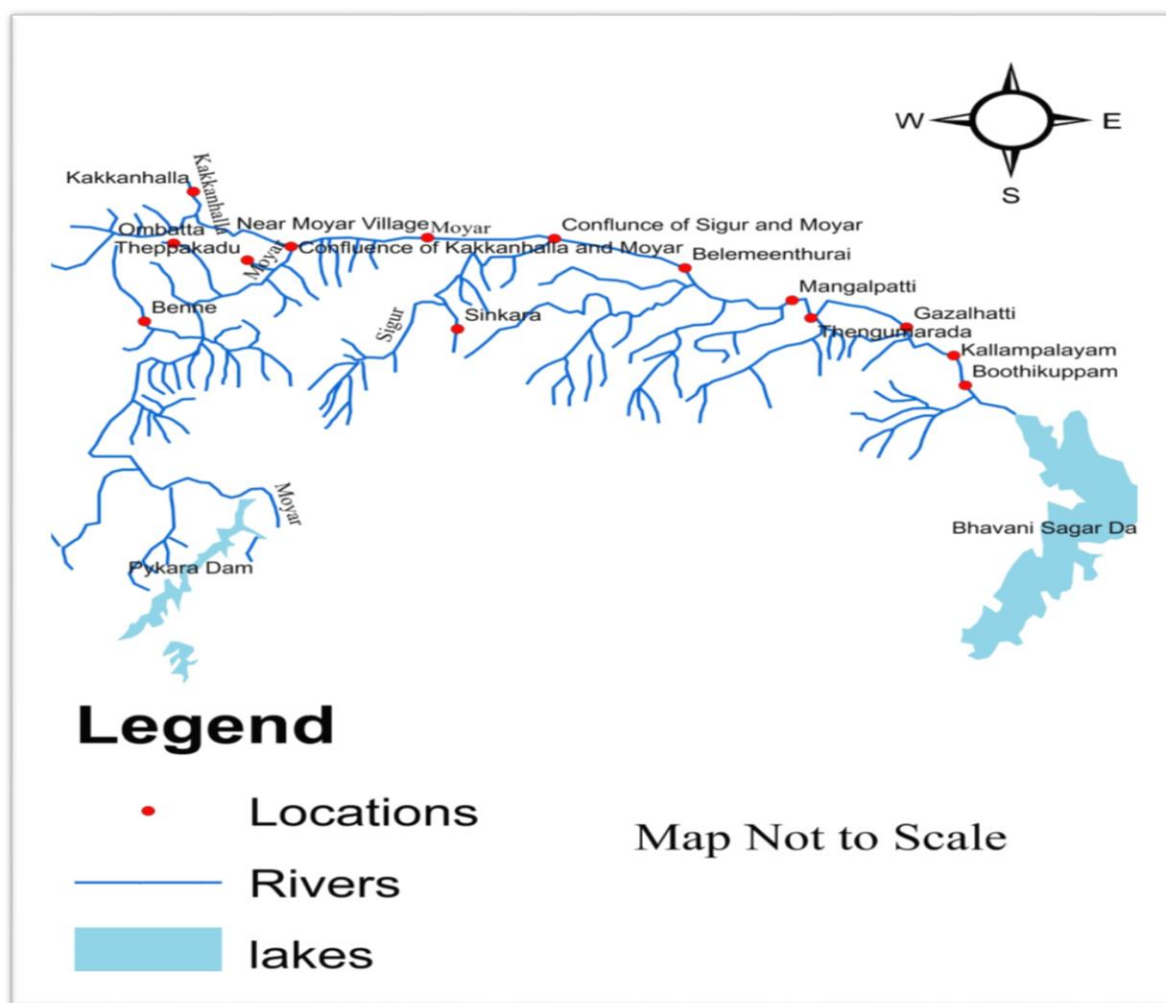 W E
S
Kakkanhalla
Kakkanhalla
Ombatta
Near Moyar Village
Moyar
Conflunce of Sigur and Moyar
Theppakadu
Moyar
Confluence of Kakkanhalla and Moyar
Belemeenthurai
Mangalpatti
Benne
Sigur
Sinkara
Gazalhatti
Thengumarada
Kallampalayam
Boothikuppam
Moyar
Bhavani Sagar Da
Pykara Dam
Legend
Locations
Map Not to Scale
Rivers
lakes